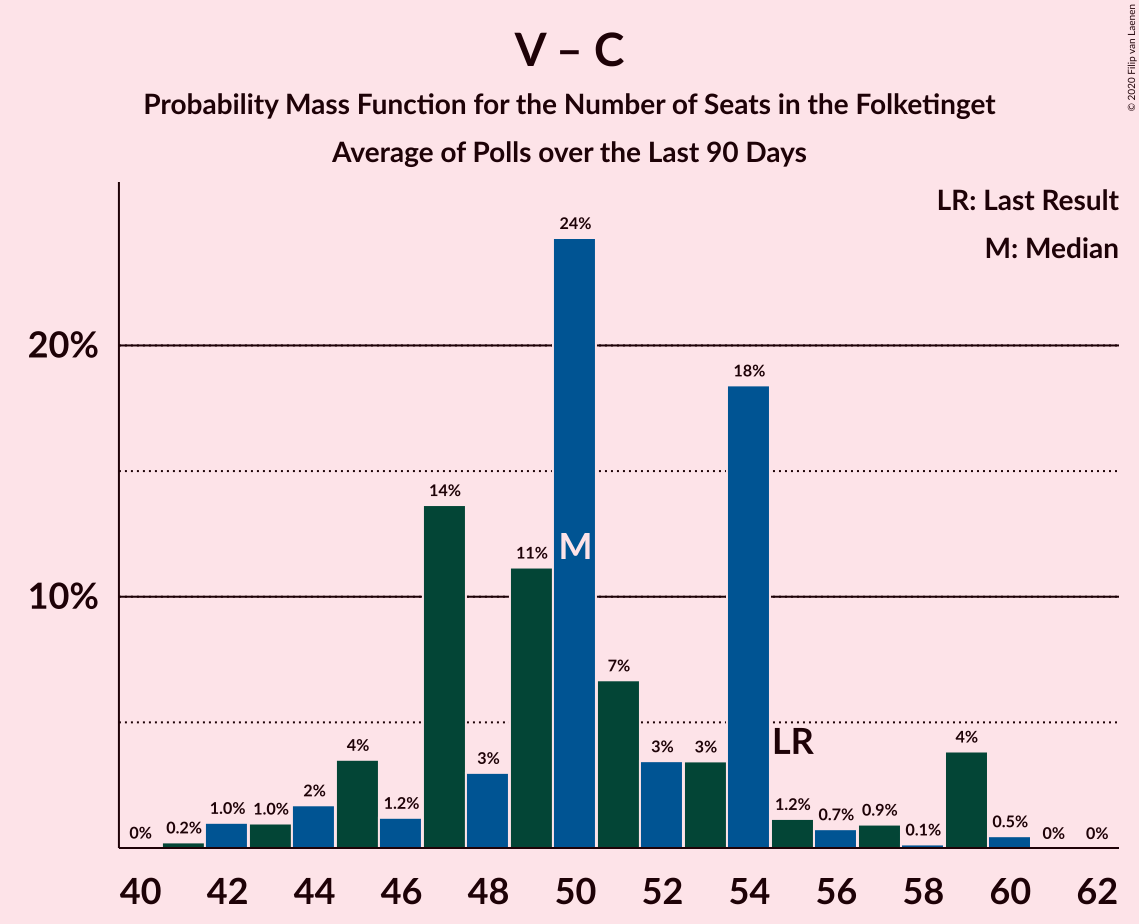 V – C
Probability Mass Function for the Number of Seats in the Folketinget
Average of Polls over the Last 90 Days
© 2020 Filip van Laenen
LR: Last Result
M: Median
20%
10%
0%
0.2%
1.0%
1.0%
2%
4%
1.2%
14%
3%
11%
24%
M
7%
3%
3%
18%
LR
1.2%
0.7%
0.9%
0.1%
4%
0.5%
0%
0%
40 42 44 46 48 50 52 54 56 58 60 62